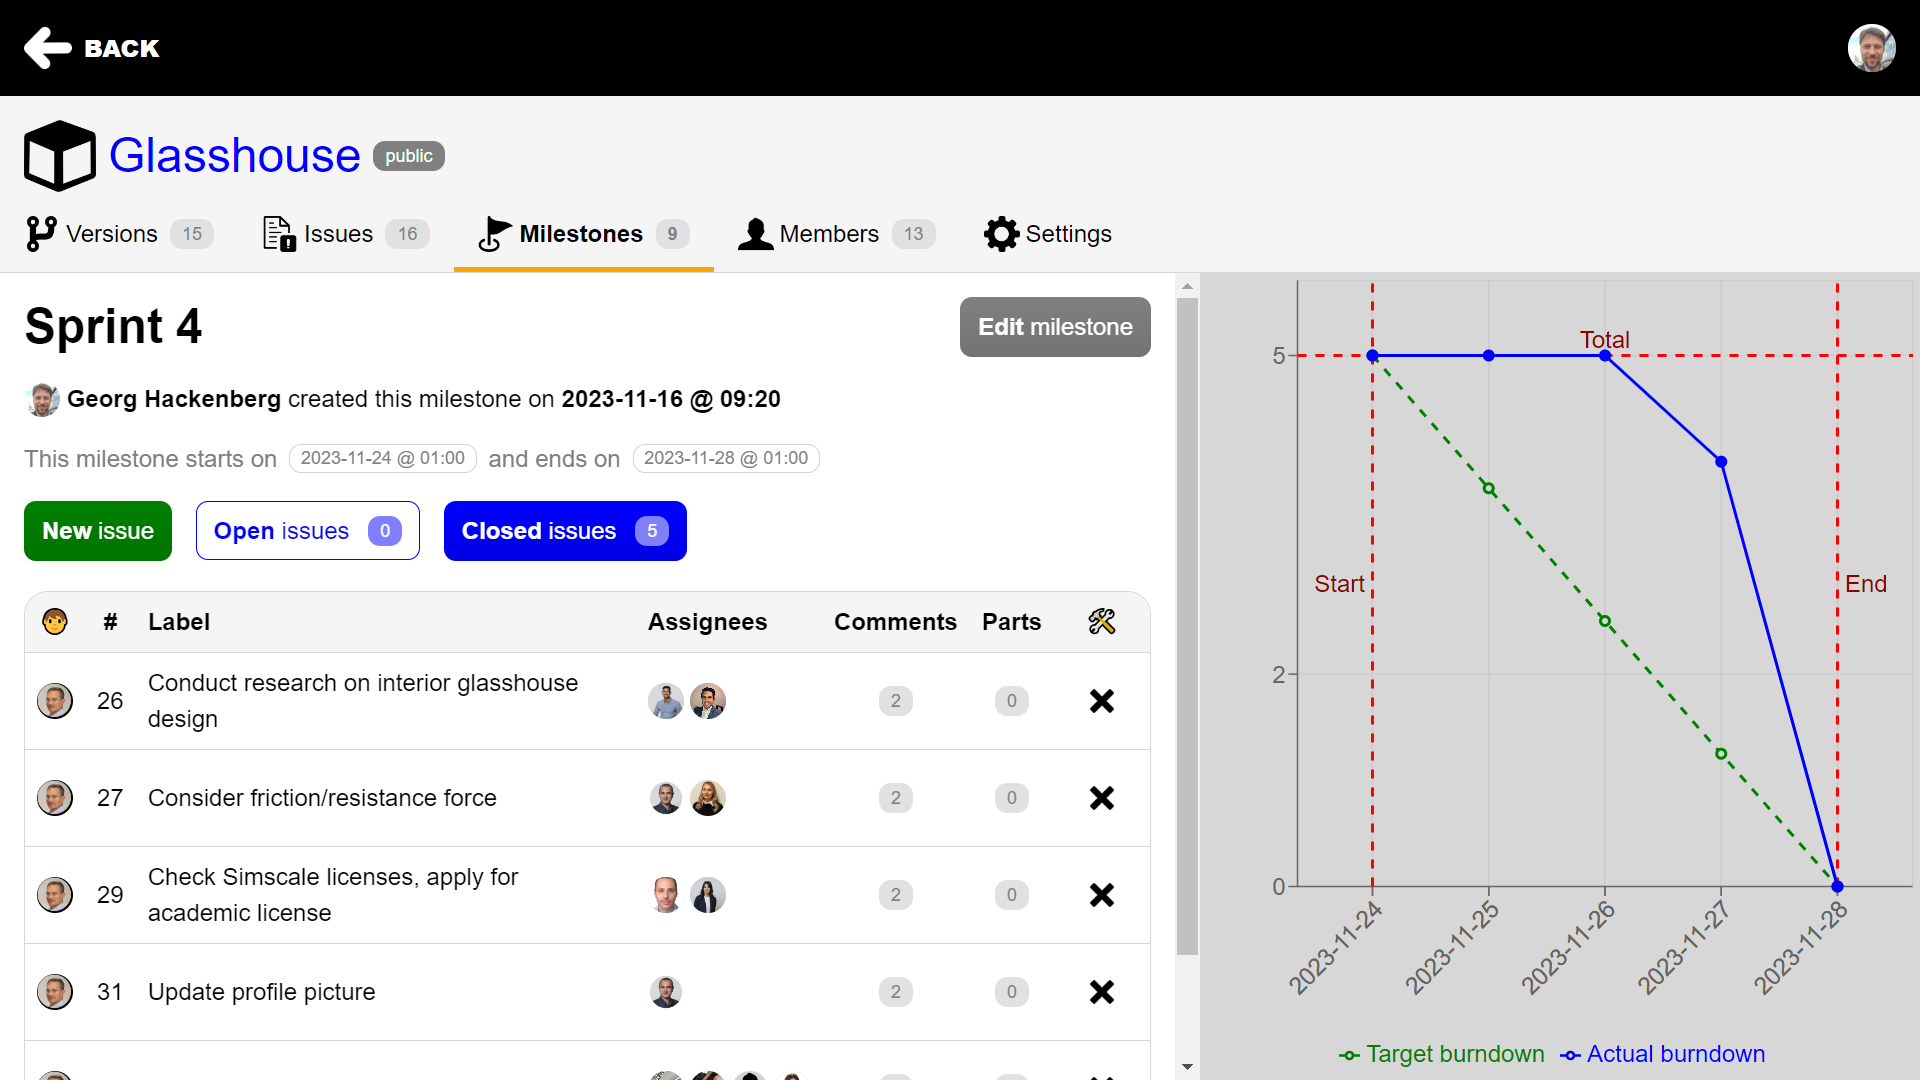 BACK
Glasshouse public
Versions 15 Issues 16 Milestones 9 Members 13 Settings
Sprint 4
Edit milestone
Georg Hackenberg created this milestone on 2023-11-16 @ 09:20
This milestone starts on 2023-11-24 @ 01:00 and ends on 2023-11-28 @ 01:00
New issue Open issues 0 Closed issues 5
# Label Assignees Comments Parts
26 Conduct research on interior glasshouse design 2 0
27 Consider friction/resistance force 2 0
29 Check Simscale licenses, apply for academic license 2 0
31 Update profile picture 2 0
Total
5
Start
End
2
0
2023-11-24 2023-11-25 2023-11-26 2023-11-27 2023-11-28
Target burndown Actual burndown